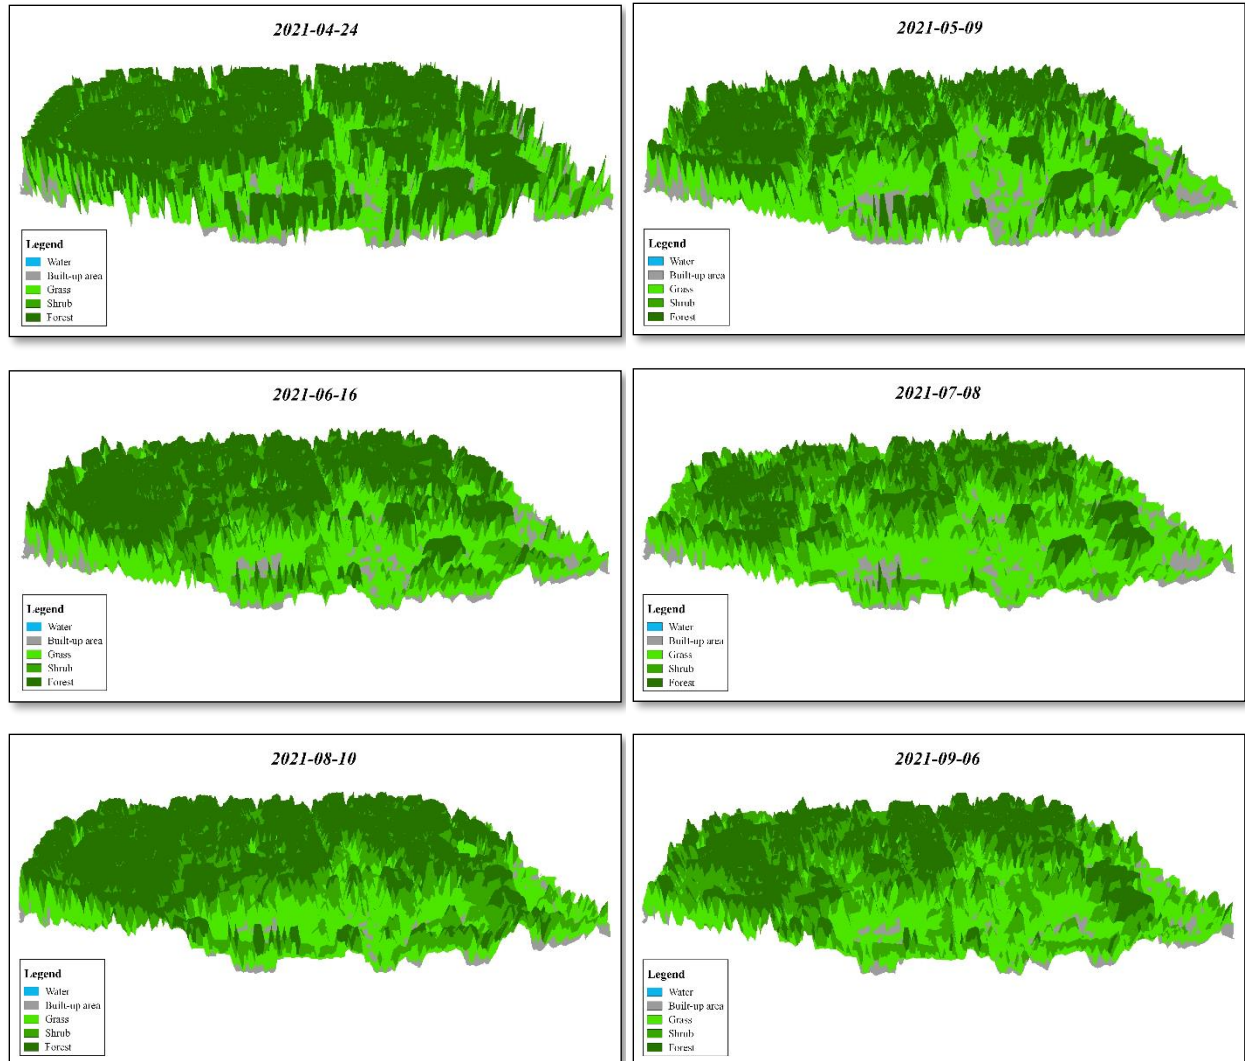 2021-04-24
Legend
Water
Built-up area
Grass
Shrub
Forest
2021-05-09
Legend
Water
Built-up area
Grass
Shrub
Forest
2021-06-16
Legend
Water
Built-up area
Grass
Shrub
Forest
2021-07-08
Legend
Water
Built-up area
Grass
Shrub
Forest
2021-08-10
Legend
Water
Built-up area
Grass
Shrub
Forest
2021-09-06
Legend
Water
Built-up area
Grass
Shrub
Forest